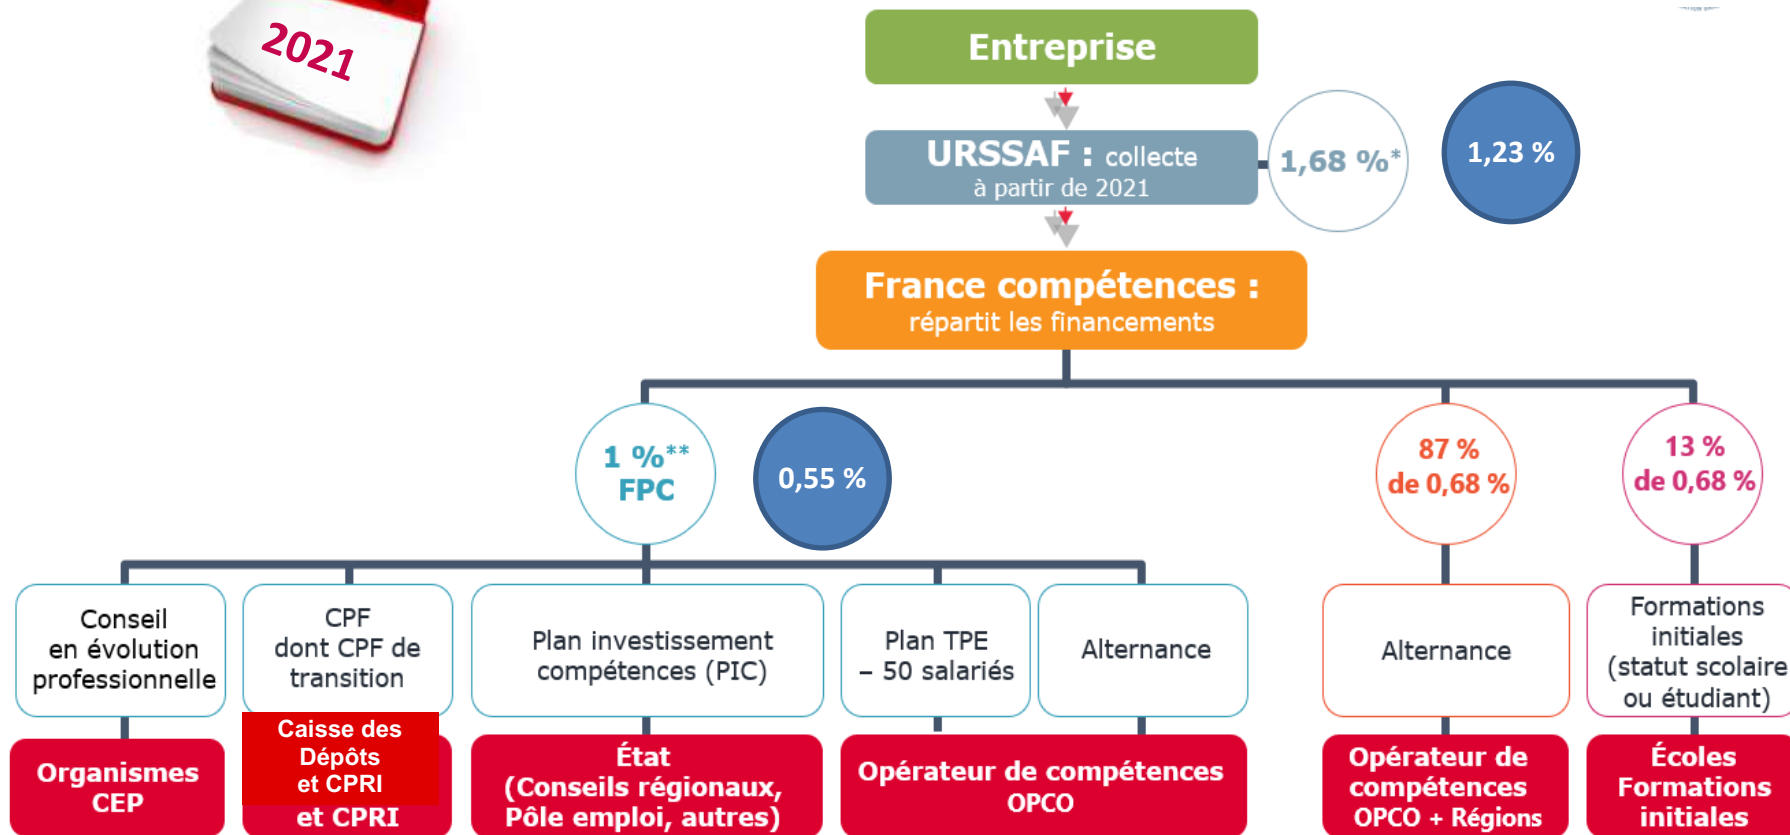 2021
Entreprise
URSSAF : collecte
à partir de 2021
1,68 %*
1,23 %
France compétences :
répartit les financements
1 %**
FPC
0,55 %
87 %
de 0,68 %
13 %
de 0,68 %
Conseil
en évolution
professionnelle
CPF
dont CPF de
transition
Plan investissement
compétences (PIC)
Plan TPE
– 50 salariés
Alternance
Alternance
Formations
initiales
(statut scolaire
ou étudiant)
Organismes
CEP
Caisse des
Dépôts
et CPRI
et CPRI
État
(Conseils régionaux,
Pôle emploi, autres)
Opérateur de compétences
OPCO
Opérateur de
compétences
OPCO + Régions
Écoles
Formations
initiales